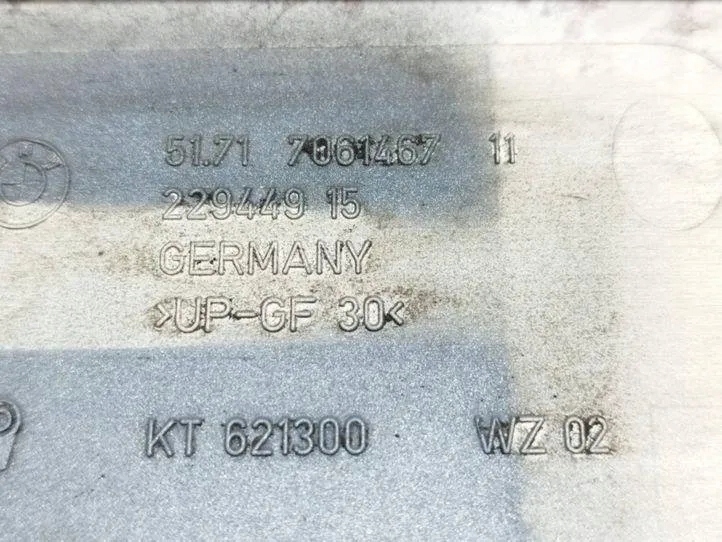 51.71 7061467 11
229449 15
GERMANY
>UP-GF 30<
KT 621300 WZ 02